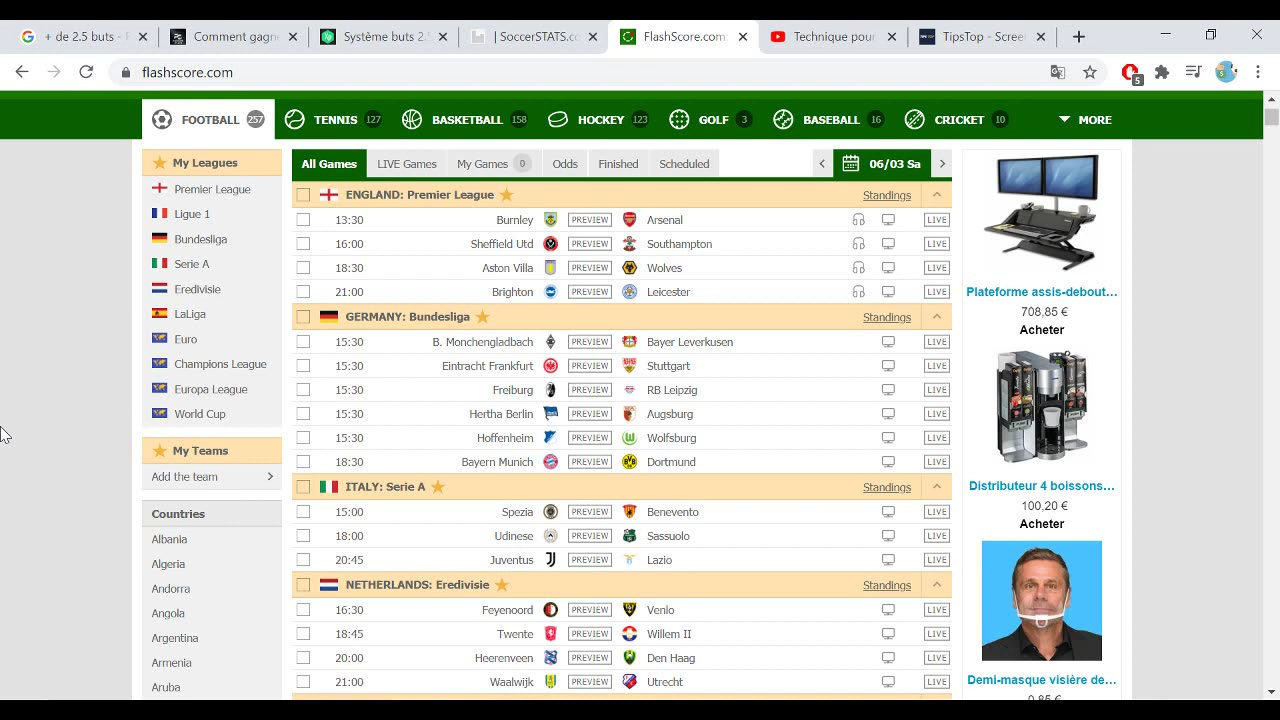 + de 2.5 buts -
Comment gagn
Système buts 2.5
| SoccerSTATS.co
FlashScore.com:
Technique pour
TipsTop - Screen
flashscore.com
5
FOOTBALL 257
TENNIS 127
BASKETBALL 158
HOCKEY 123
GOLF 3
BASEBALL 16
CRICKET 10
MORE
My Leagues
Premier League
Ligue 1
Bundesliga
Serie A
Eredivisie
LaLiga
Euro
Champions League
Europa League
World Cup
My Teams
Add the team
Countries
Albania
Algeria
Andorra
Angola
Argentina
Armenia
Aruba
All Games LIVE Games My Games 0 Odds Finished Scheduled 06/03 Sa
ENGLAND: Premier League Standings
13:30 Burnley PREVIEW Arsenal LIVE
16:00 Sheffield Utd PREVIEW Southampton LIVE
18:30 Aston Villa PREVIEW Wolves LIVE
21:00 Brighton PREVIEW Leicester LIVE
GERMANY: Bundesliga Standings
15:30 B. Monchengladbach PREVIEW Bayer Leverkusen LIVE
15:30 Eintracht Frankfurt PREVIEW Stuttgart LIVE
15:30 Freiburg PREVIEW RB Leipzig LIVE
15:30 Hertha Berlin PREVIEW Augsburg LIVE
15:30 Hoffenheim PREVIEW Wolfsburg LIVE
18:30 Bayern Munich PREVIEW Dortmund LIVE
ITALY: Serie A Standings
15:00 Spezia PREVIEW Benevento LIVE
18:00 Udinese PREVIEW Sassuolo LIVE
20:45 Juventus PREVIEW Lazio LIVE
NETHERLANDS: Eredivisie Standings
16:30 Feyenoord PREVIEW Venlo LIVE
18:45 Twente PREVIEW Willem II LIVE
20:00 Heerenveen PREVIEW Den Haag LIVE
21:00 Waalwijk PREVIEW Utrecht LIVE
Plateforme assis-debout...
708,85 €
Acheter
Distributeur 4 boissons...
100,20 €
Acheter
Demi-masque visière de...
0,85 €